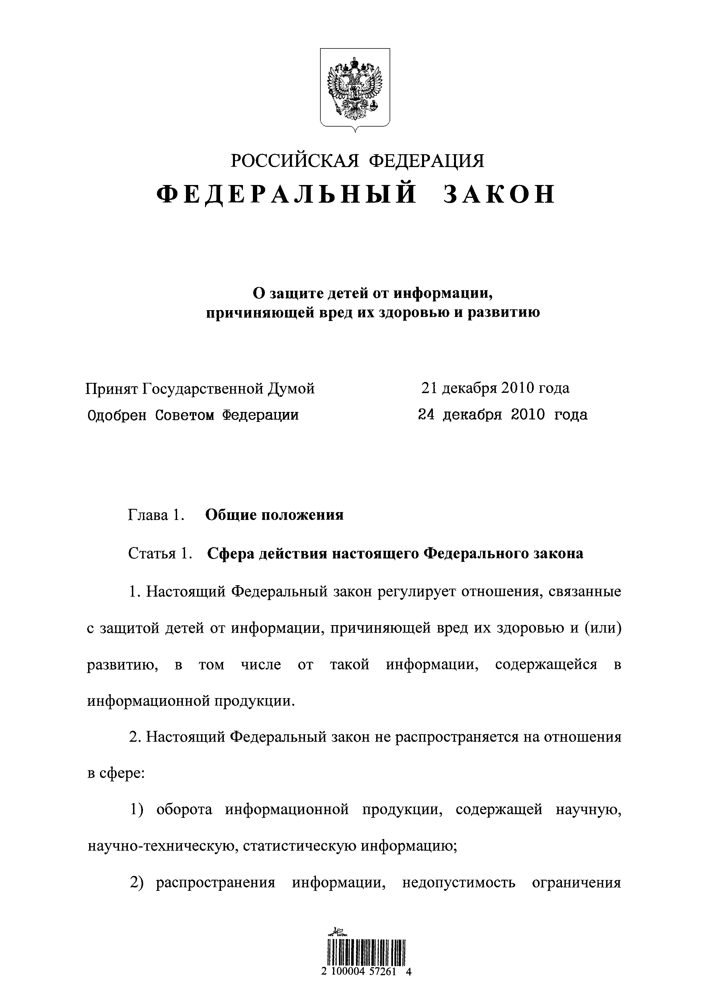 РОССИЙСКАЯ ФЕДЕРАЦИЯ
ФЕДЕРАЛЬНЫЙ ЗАКОН
О защите детей от информации,
причиняющей вред их здоровью и развитию
Принят Государственной Думой 21 декабря 2010 года
Одобрен Советом Федерации 24 декабря 2010 года
Глава 1. Общие положения
Статья 1. Сфера действия настоящего Федерального закона
1. Настоящий Федеральный закон регулирует отношения, связанные
с защитой детей от информации, причиняющей вред их здоровью и (или)
развитию, в том числе от такой информации, содержащейся в
информационной продукции.
2. Настоящий Федеральный закон не распространяется на отношения
в сфере:
1) оборота информационной продукции, содержащей научную,
научно-техническую, статистическую информацию;
2) распространения информации, недопустимость ограничения
2 100004 57261 4